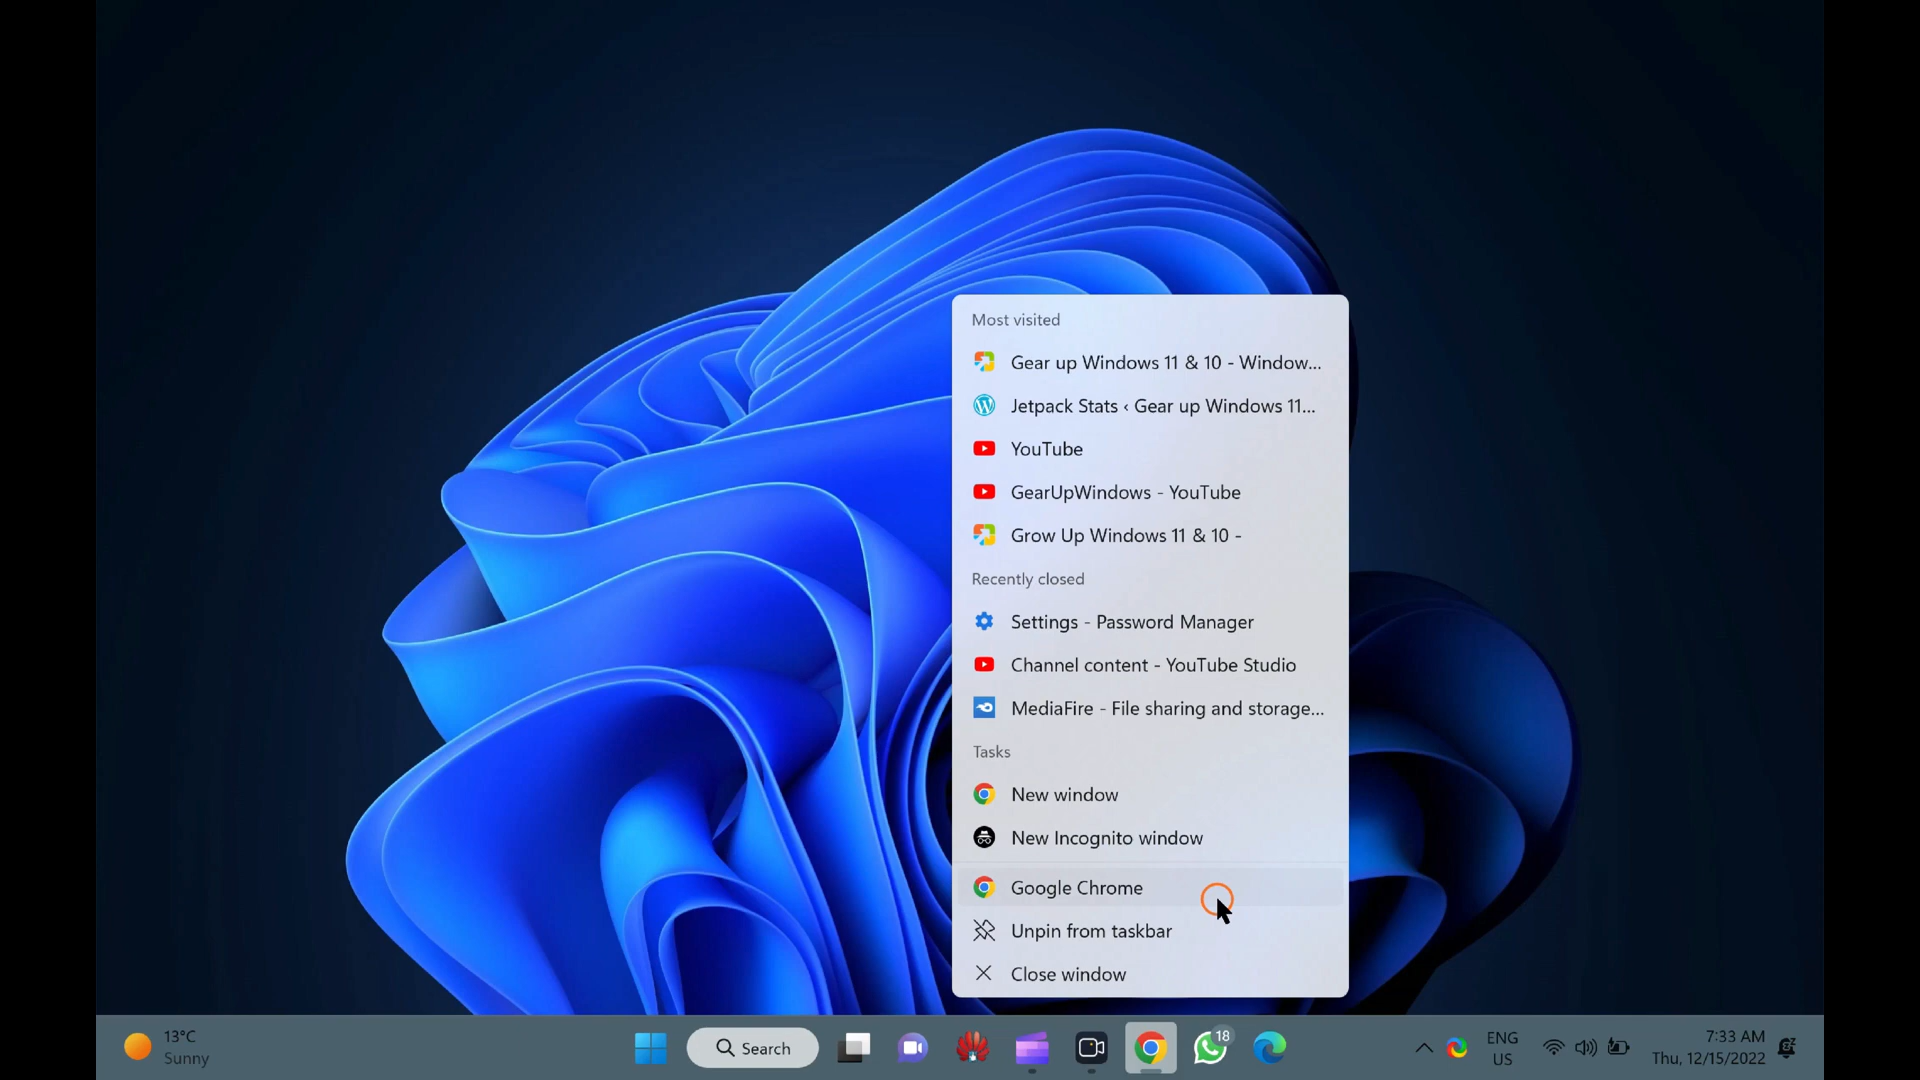 Most visited
Gear up Windows 11 & 10 - Window...
Jetpack Stats ‹ Gear up Windows 11...
YouTube
GearUpWindows - YouTube
Grow Up Windows 11 & 10 -
Recently closed
Settings - Password Manager
Channel content - YouTube Studio
MediaFire - File sharing and storage...
Tasks
New window
New Incognito window
Google Chrome
Unpin from taskbar
Close window
13°C
Sunny
Search
18
ENG
US
7:33 AM
Thu, 12/15/2022